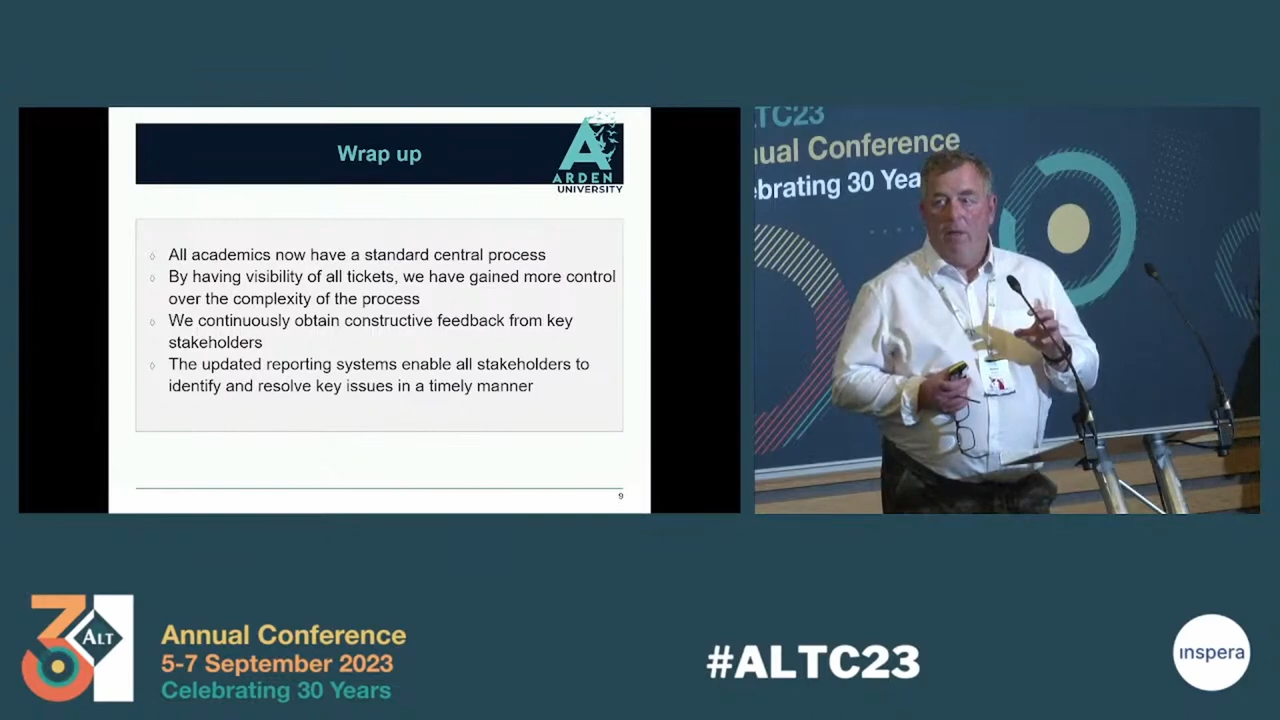 Wrap up
ARDEN
UNIVERSITY
All academics now have a standard central process
By having visibility of all tickets, we have gained more control
over the complexity of the process
We continuously obtain constructive feedback from key
stakeholders
The updated reporting systems enable all stakeholders to
identify and resolve key issues in a timely manner
9
LTC23
nual Conference
ebrating 30 Yea
ALT
Annual Conference
5-7 September 2023
Celebrating 30 Years
#ALTC23
inspera